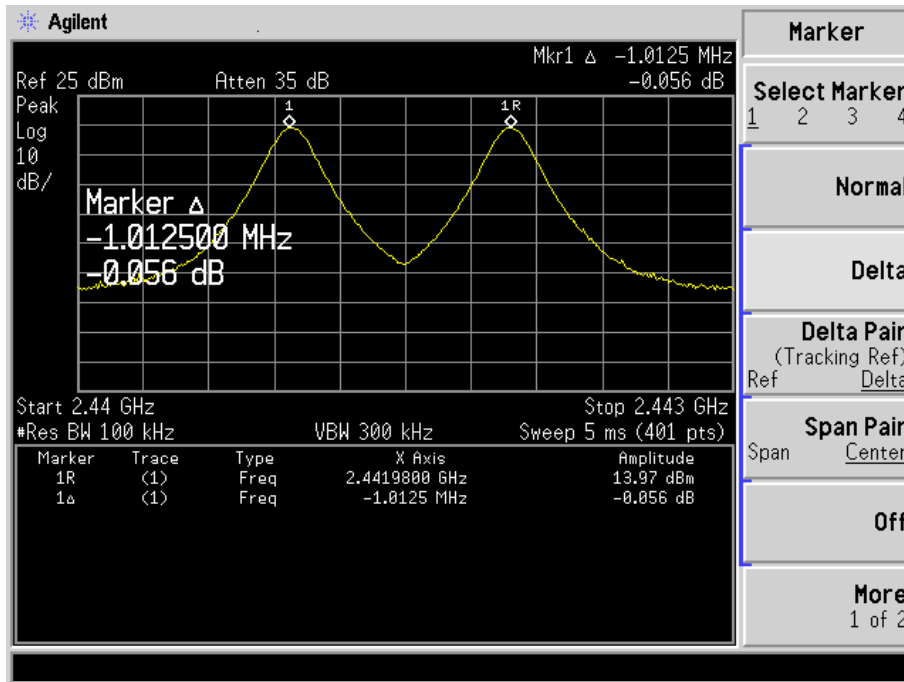 Agilent
Mkr1 Δ -1.0125 MHz
Ref 25 dBm Atten 35 dB -0.056 dB
Peak
Log
10
dB/
1 1R
Marker Δ
-1.012500 MHz
-0.056 dB
Start 2.44 GHz Stop 2.443 GHz
#Res BW 100 kHz VBW 300 kHz Sweep 5 ms (401 pts)
Marker Trace Type X Axis Amplitude
1R (1) Freq 2.4419800 GHz 13.97 dBm
1Δ (1) Freq -1.0125 MHz -0.056 dB
Marker
Select Marker
1 2 3 4
Normal
Delta
Delta Pair
(Tracking Ref)
Ref Delta
Span Pair
Span Center
Off
More
1 of 2